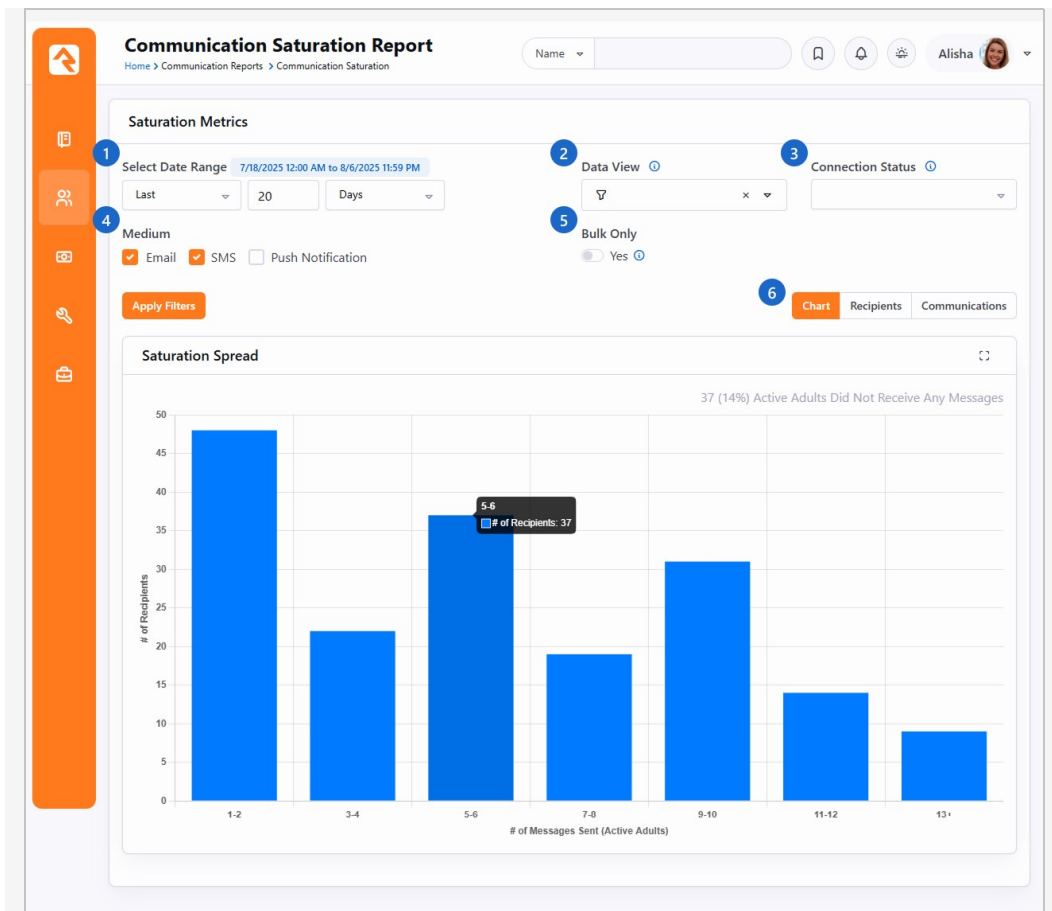 Communication Saturation Report
Home > Communication Reports > Communication Saturation
Name
Alisha
Saturation Metrics
1
Select Date Range 7/18/2025 12:00 AM to 8/6/2025 11:59 PM
2
Data View
3
Connection Status
Last 20 Days
4
Medium
5
Bulk Only
Email SMS Push Notification
Yes
Apply Filters
6
Chart Recipients Communications
Saturation Spread
37 (14%) Active Adults Did Not Receive Any Messages
50
45
40
35
30
25
20
15
10
5
0
# of Recipients
5-6
# of Recipients: 37
1-2 3-4 5-6 7-8 9-10 11-12 13+
# of Messages Sent (Active Adults)